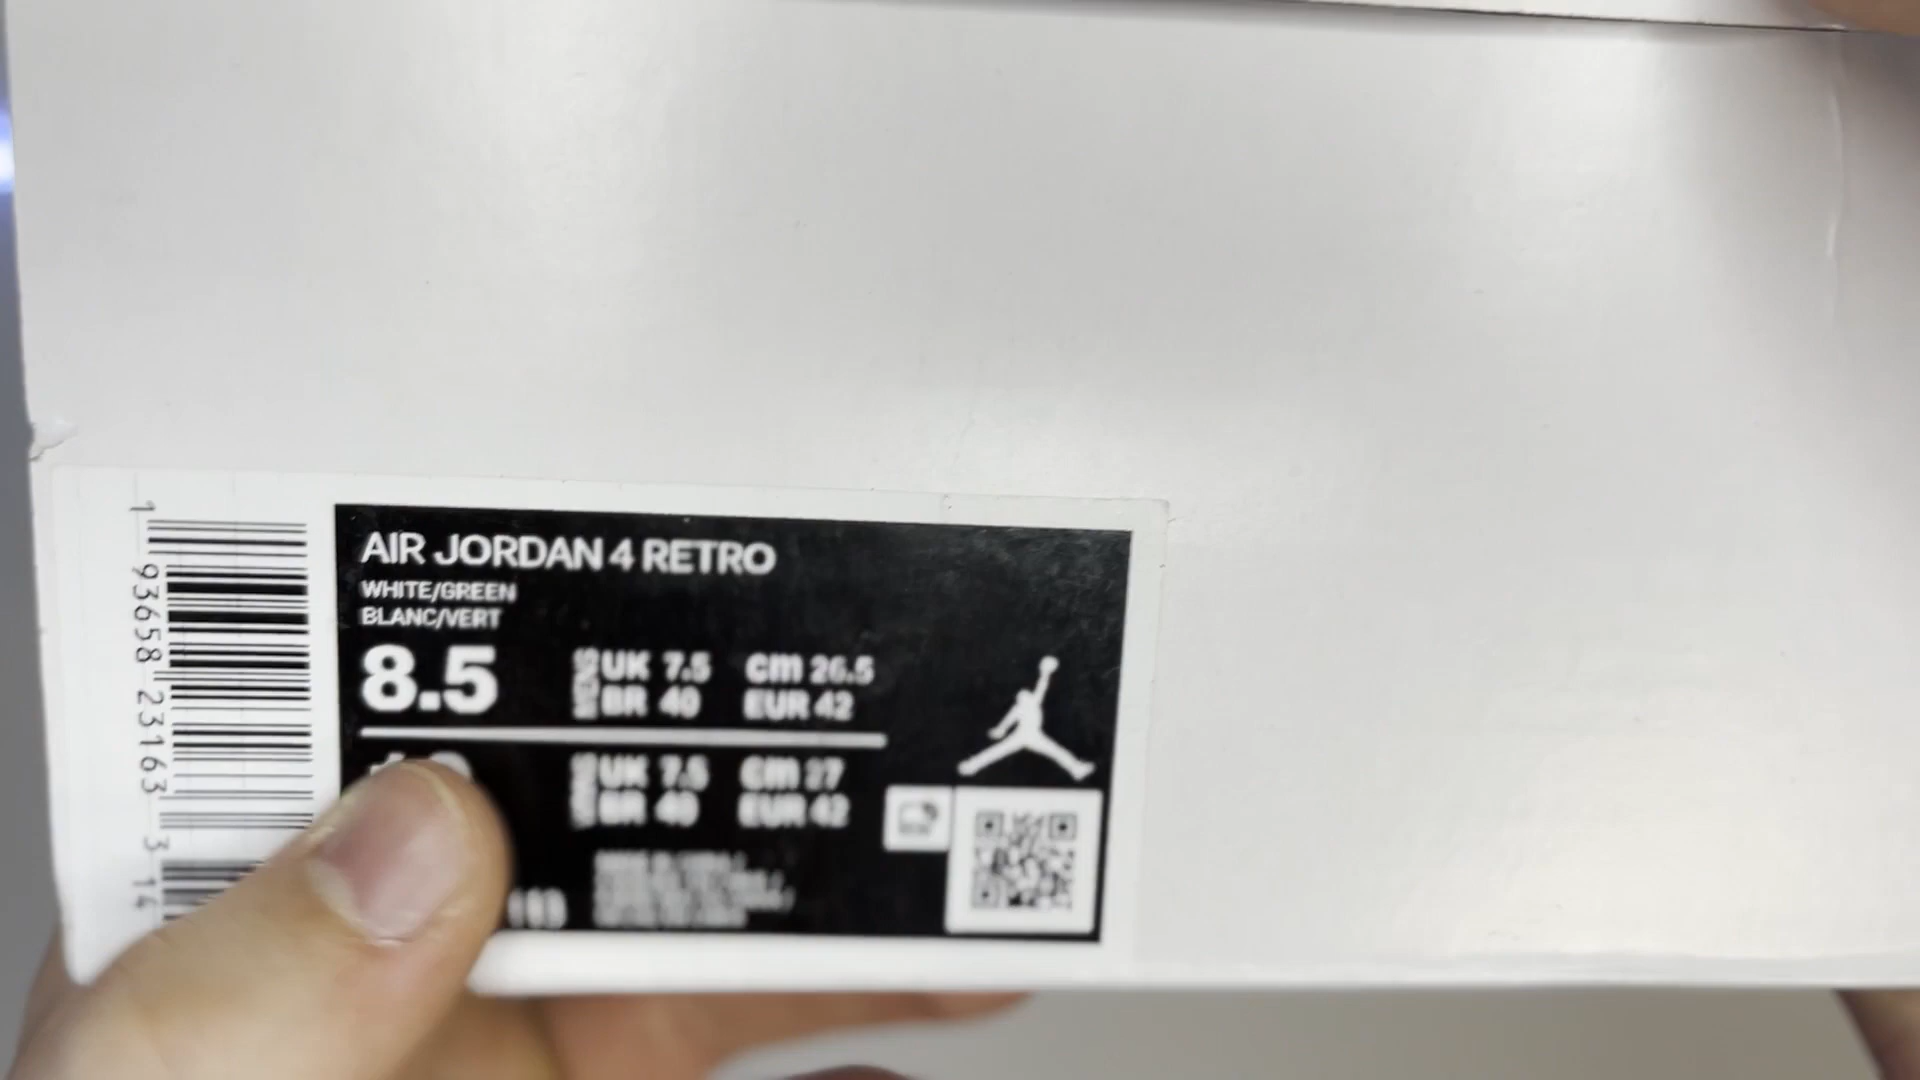 1 93658 23163 3 14
AIR JORDAN 4 RETRO
WHITE/GREEN
BLANC/VERT
8.5
UK 7.5 cm 26.5
BR 40 EUR 42
UK 7.5 cm 27
BR 40 EUR 42